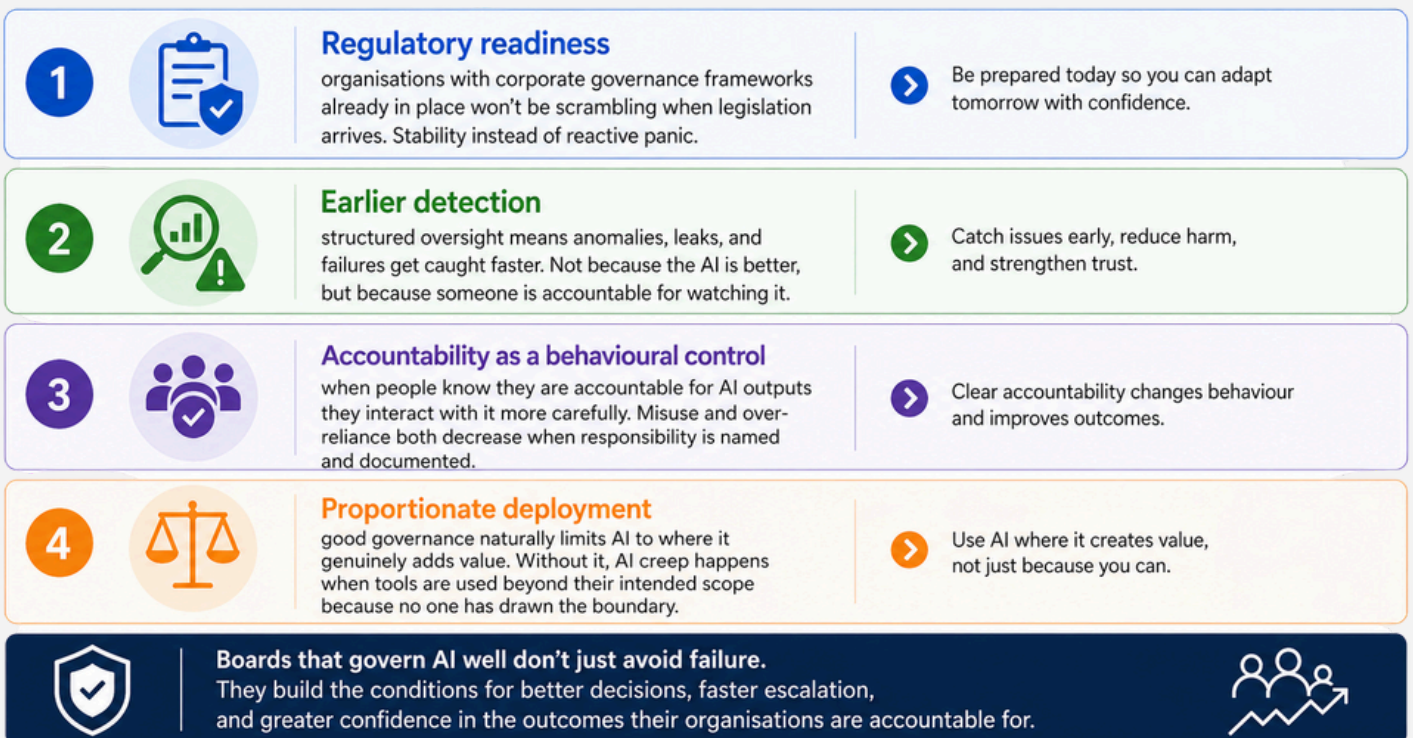 1
Regulatory readiness
organisations with corporate governance frameworks
already in place won't be scrambling when legislation
arrives. Stability instead of reactive panic.
Be prepared today so you can adapt
tomorrow with confidence.
2
Earlier detection
structured oversight means anomalies, leaks, and
failures get caught faster. Not because the AI is better,
but because someone is accountable for watching it.
Catch issues early, reduce harm,
and strengthen trust.
3
Accountability as a behavioural control
when people know they are accountable for AI outputs
they interact with it more carefully. Misuse and over-
reliance both decrease when responsibility is named
and documented.
Clear accountability changes behaviour
and improves outcomes.
4
Proportionate deployment
good governance naturally limits AI to where it
genuinely adds value. Without it, AI creep happens
when tools are used beyond their intended scope
because no one has drawn the boundary.
Use AI where it creates value,
not just because you can.
Boards that govern AI well don't just avoid failure.
They build the conditions for better decisions, faster escalation,
and greater confidence in the outcomes their organisations are accountable for.